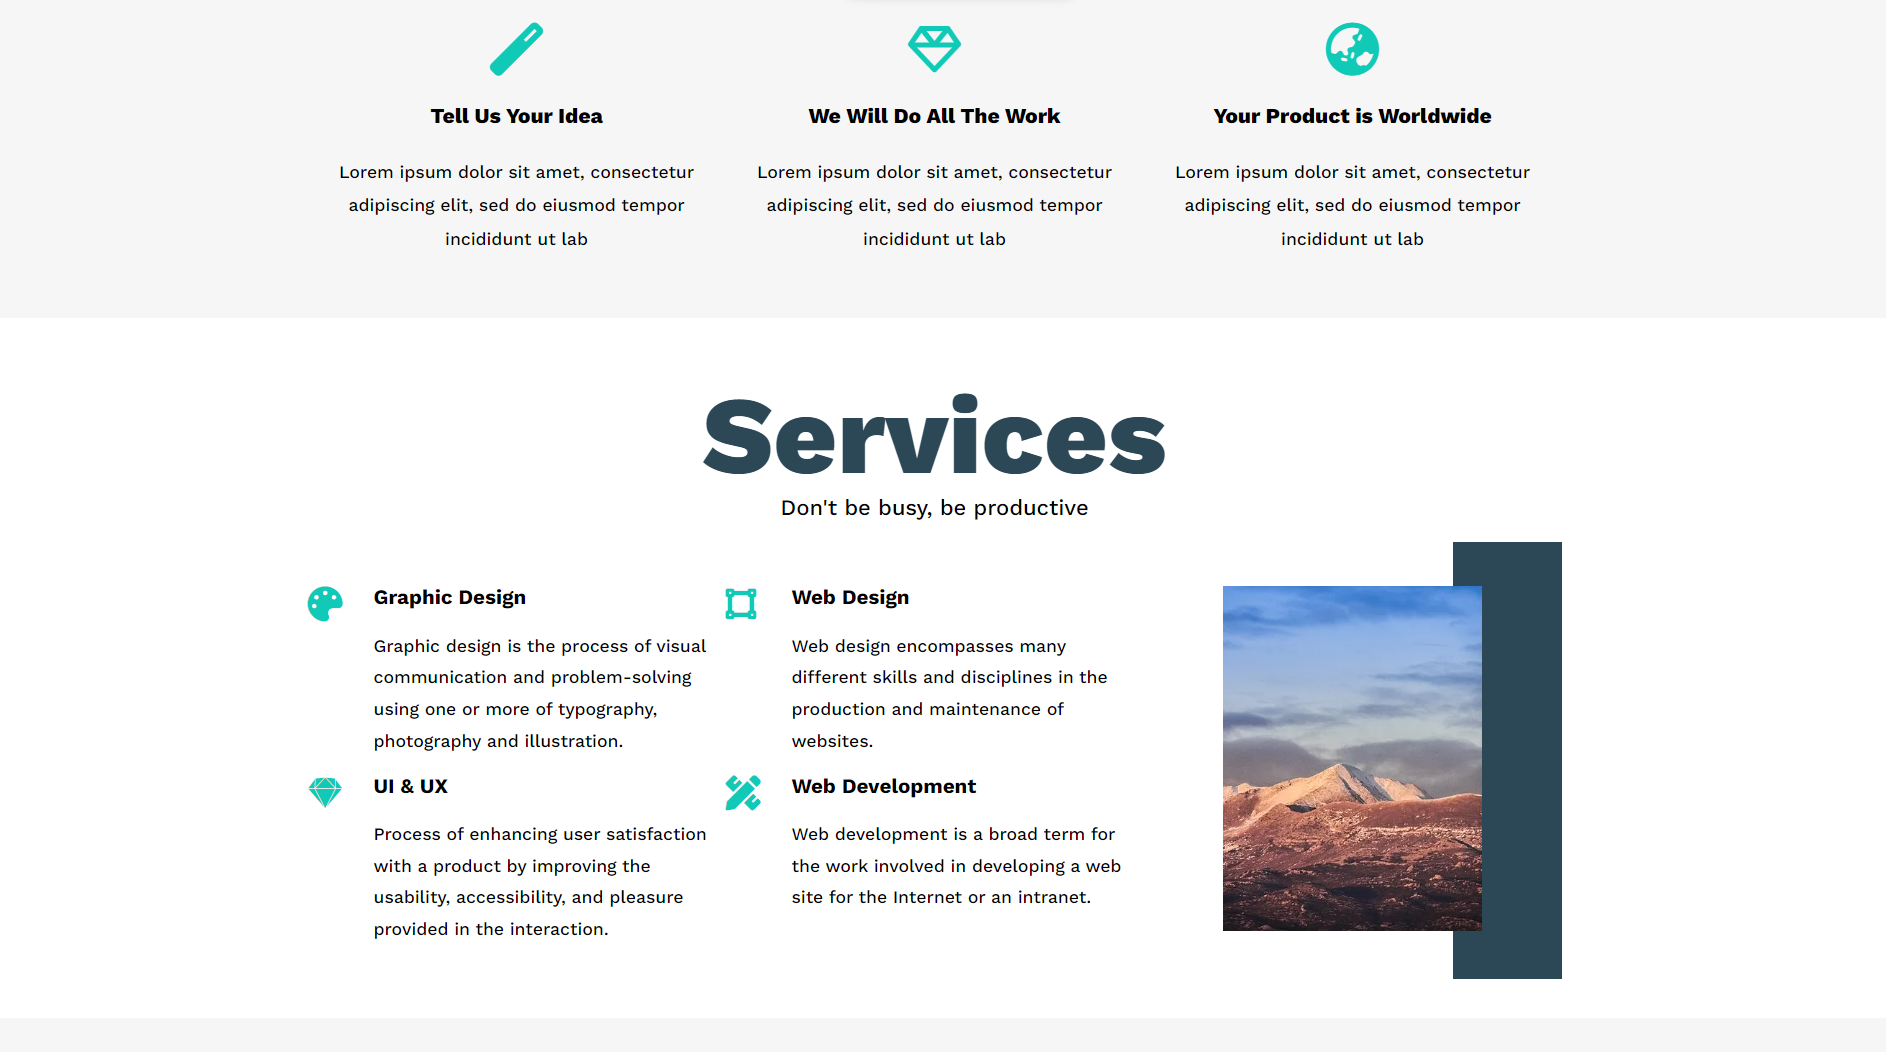 Tell Us Your Idea
Lorem ipsum dolor sit amet, consectetur
adipiscing elit, sed do eiusmod tempor
incididunt ut lab
We Will Do All The Work
Lorem ipsum dolor sit amet, consectetur
adipiscing elit, sed do eiusmod tempor
incididunt ut lab
Your Product is Worldwide
Lorem ipsum dolor sit amet, consectetur
adipiscing elit, sed do eiusmod tempor
incididunt ut lab
Services
Don't be busy, be productive
Graphic Design
Graphic design is the process of visual
communication and problem-solving
using one or more of typography,
photography and illustration.
Web Design
Web design encompasses many
different skills and disciplines in the
production and maintenance of
websites.
UI & UX
Process of enhancing user satisfaction
with a product by improving the
usability, accessibility, and pleasure
provided in the interaction.
Web Development
Web development is a broad term for
the work involved in developing a web
site for the Internet or an intranet.